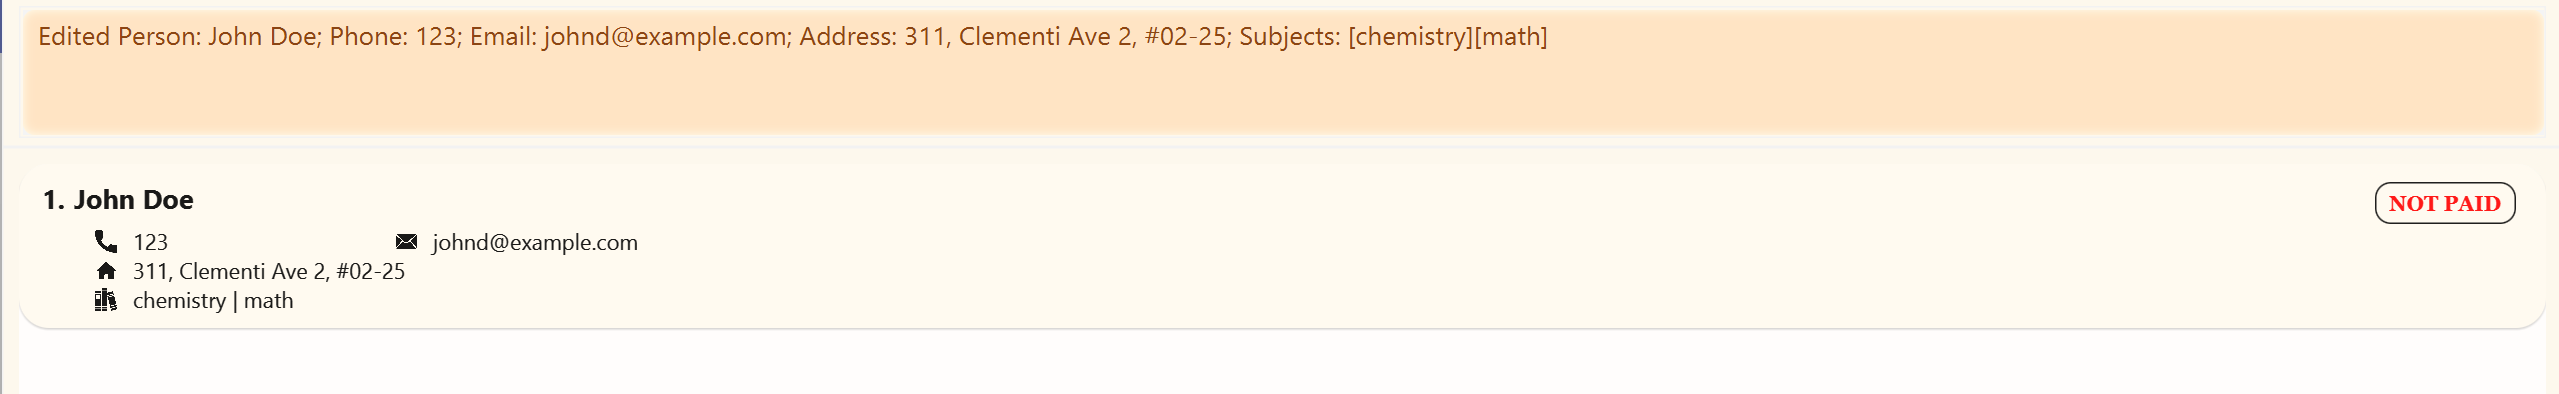 Edited Person: John Doe; Phone: 123; Email: johnd@example.com; Address: 311, Clementi Ave 2, #02-25; Subjects: [chemistry][math]
1. John Doe
NOT PAID
123
johnd@example.com
311, Clementi Ave 2, #02-25
chemistry | math